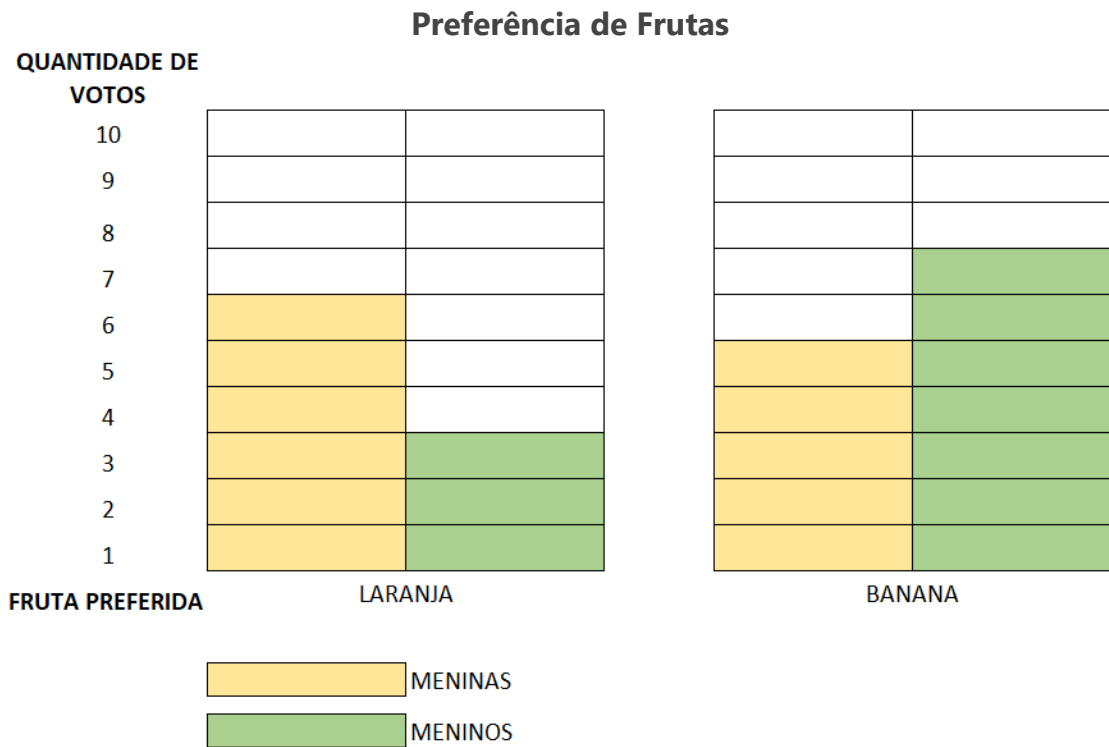 Preferência de Frutas
QUANTIDADE DE
VOTOS
10
9
8
7
6
5
4
3
2
1
FRUTA PREFERIDA
LARANJA
BANANA
MENINAS
MENINOS